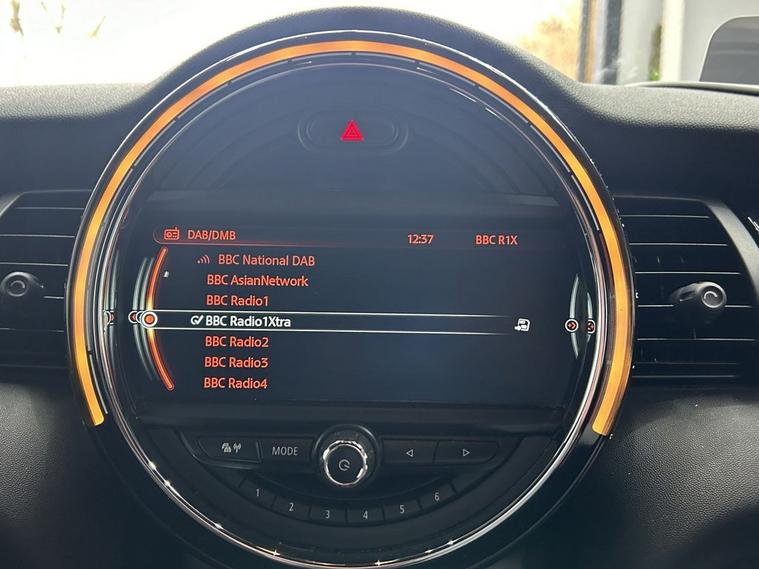 DAB/DMB 12:37 BBC R1X
BBC National DAB
BBC AsianNetwork
BBC Radio1
BBC Radio1Xtra
BBC Radio2
BBC Radio3
BBC Radio4
MODE
1 2 3 4 5 6